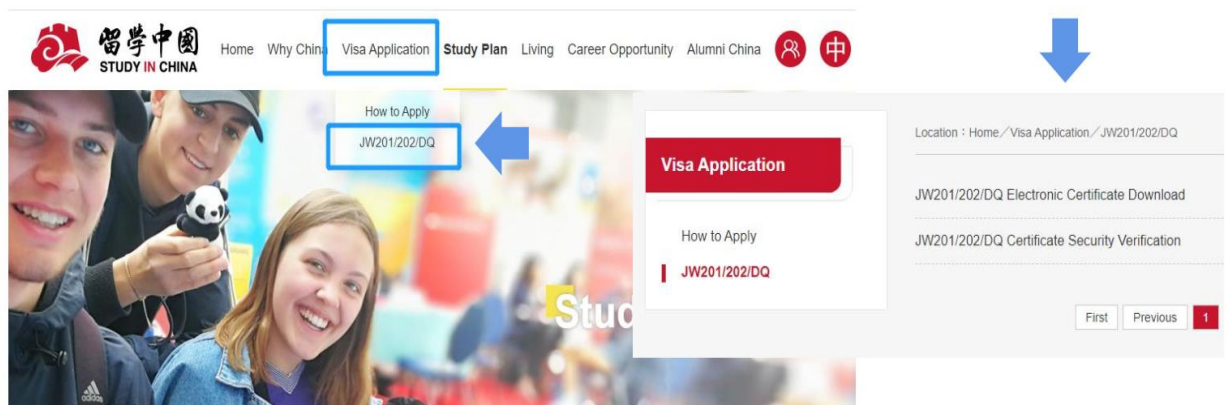 留学中國
STUDY IN CHINA
Home Why China Visa Application Study Plan Living Career Opportunity Alumni China 中
How to Apply
JW201/202/DQ
adidas
Stud
Visa Application
How to Apply
JW201/202/DQ
Location：Home／Visa Application／JW201/202/DQ
JW201/202/DQ Electronic Certificate Download
JW201/202/DQ Certificate Security Verification
First Previous 1